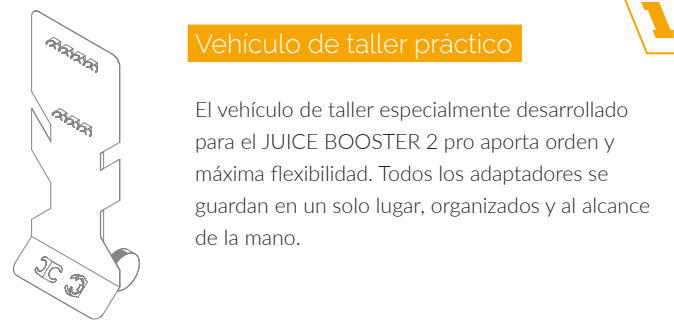 Vehículo de taller práctico
El vehículo de taller especialmente desarrollado
para el JUICE BOOSTER 2 pro aporta orden y
máxima flexibilidad. Todos los adaptadores se
guardan en un solo lugar, organizados y al alcance
de la mano.